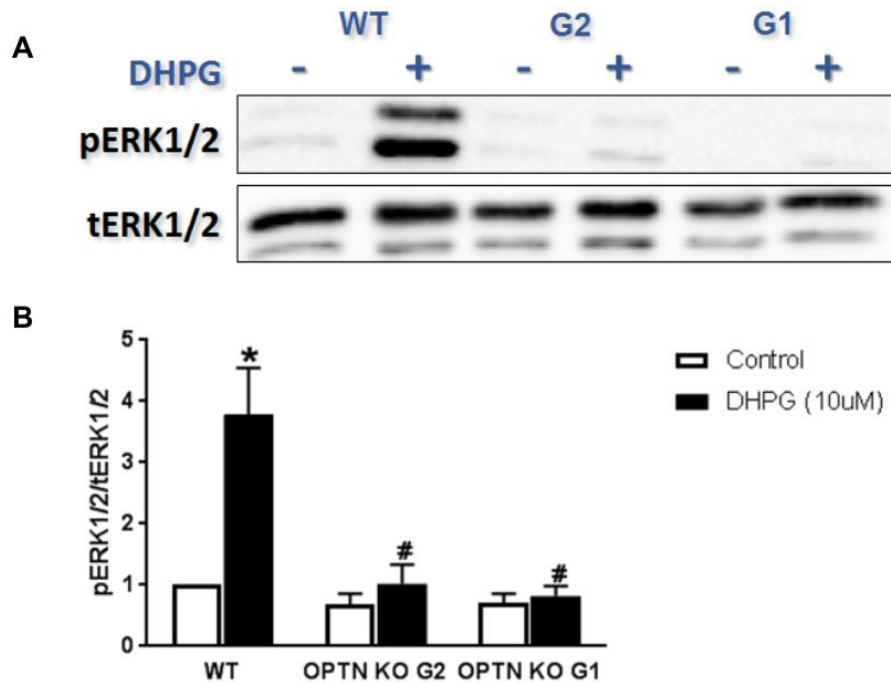 A
WT G2 G1
DHPG - + - + - +
pERK1/2
tERK1/2
B
5
4
3
2
1
0
pERK1/2/tERK1/2
*
#
#
WT OPTN KO G2 OPTN KO G1
Control
DHPG (10uM)